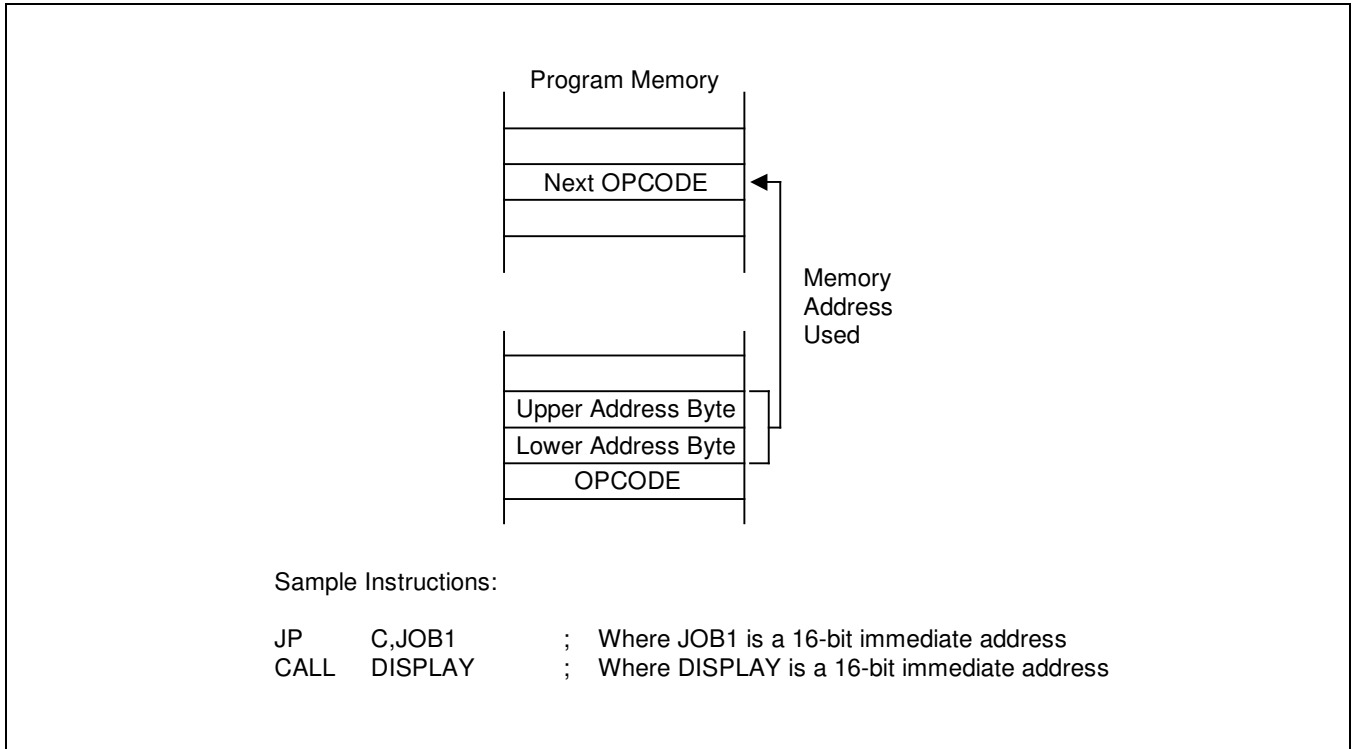 Program Memory
Next OPCODE
Memory
Address
Used
Upper Address Byte
Lower Address Byte
OPCODE
Sample Instructions:
JP C,JOB1 ; Where JOB1 is a 16-bit immediate address
CALL DISPLAY ; Where DISPLAY is a 16-bit immediate address